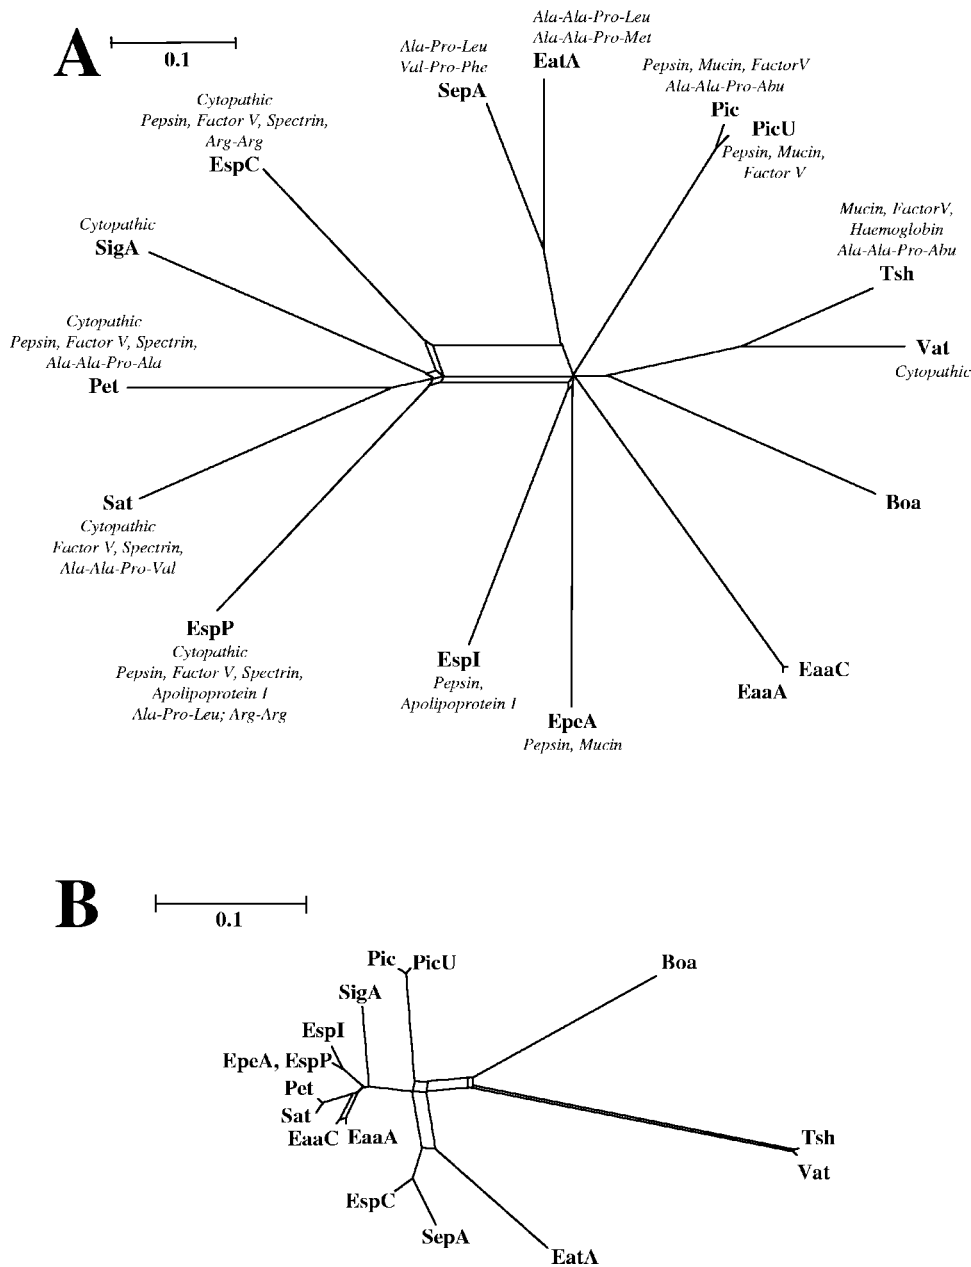 A
0.1
Ala-Pro-Leu
Val-Pro-Phe
SepA
Ala-Ala-Pro-Leu
Ala-Ala-Pro-Met
EatA
Pepsin, Mucin, FactorV
Ala-Ala-Pro-Abu
Pic
PicU
Pepsin, Mucin,
Factor V
Cytopathic
Pepsin, Factor V, Spectrin,
Arg-Arg
EspC
Mucin, FactorV,
Haemoglobin
Ala-Ala-Pro-Abu
Tsh
Cytopathic
SigA
Vat
Cytopathic
Cytopathic
Pepsin, Factor V, Spectrin,
Ala-Ala-Pro-Ala
Pet
Boa
Sat
Cytopathic
Factor V, Spectrin,
Ala-Ala-Pro-Val
EspP
Cytopathic
Pepsin, Factor V, Spectrin,
Apolipoprotein I
Ala-Pro-Leu; Arg-Arg
EspI
Pepsin,
Apolipoprotein I
EpeA
Pepsin, Mucin
EaaC
EaaA
B
0.1
Pic
PicU
Boa
SigA
EspI
EpeA, EspP
Pet
Sat
EaaC
EaaA
Tsh
Vat
EspC
SepA
EatA